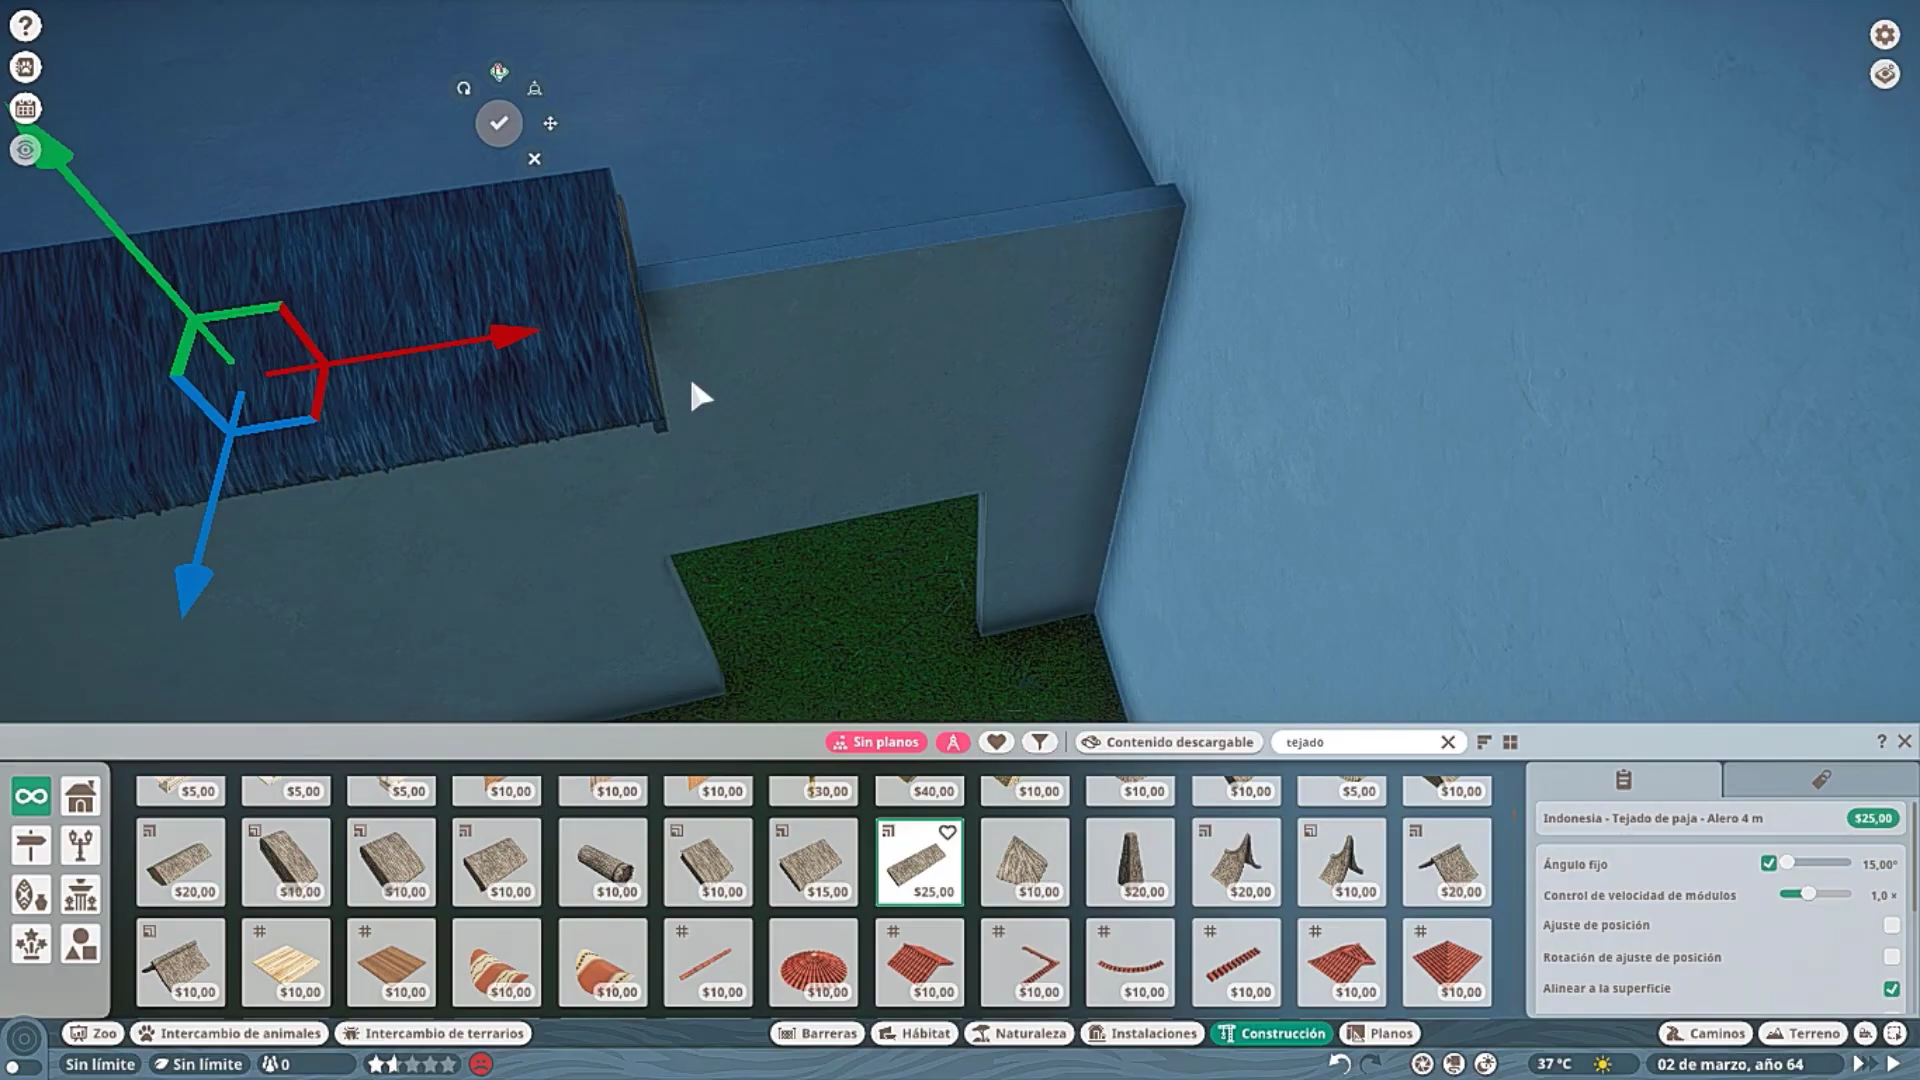 Sin planos
Contenido descargable
tejado
$5,00 $5,00 $5,00 $10,00 $10,00 $10,00 $30,00 $40,00 $10,00 $10,00 $10,00 $5,00 $10,00
$20,00 $10,00 $10,00 $10,00 $10,00 $10,00 $15,00 $25,00 $10,00 $20,00 $20,00 $10,00 $20,00
$10,00 $10,00 $10,00 $10,00 $10,00 $10,00 $10,00 $10,00 $10,00 $10,00 $10,00 $10,00 $10,00
Indonesia - Tejado de paja - Alero 4 m $25,00
Ángulo fijo 15,00°
Control de velocidad de módulos 1,0 ×
Ajuste de posición
Rotación de ajuste de posición
Alinear a la superficie
Zoo Intercambio de animales Intercambio de terrarios Barreras Hábitat Naturaleza Instalaciones Construcción Planos Caminos Terreno
Sin límite Sin límite 0 37 °C 02 de marzo, año 64